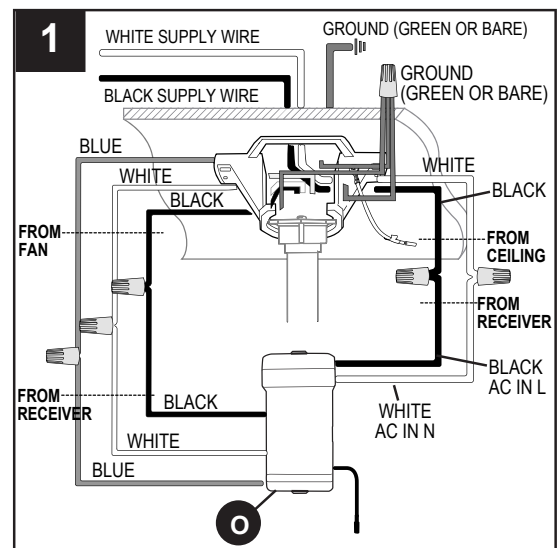 1
WHITE SUPPLY WIRE
GROUND (GREEN OR BARE)
BLACK SUPPLY WIRE
GROUND
(GREEN OR BARE)
BLUE
WHITE
WHITE
BLACK
BLACK
FROM
FAN
FROM
CEILING
FROM
RECEIVER
BLACK
AC IN L
FROM
RECEIVER
BLACK
WHITE
AC IN N
WHITE
BLUE
O